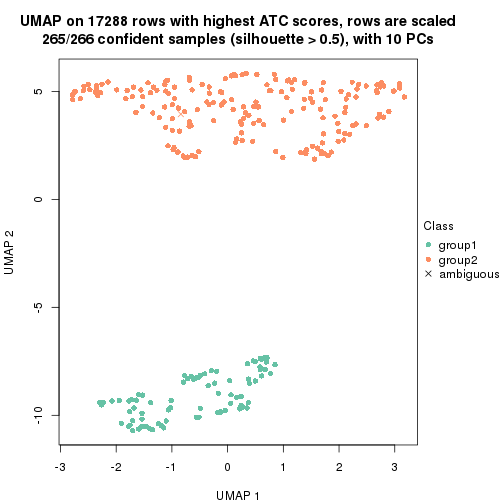 UMAP on 17288 rows with highest ATC scores, rows are scaled
265/266 confident samples (silhouette > 0.5), with 10 PCs
5
0
-5
-10
UMAP 2
-3
-2
-1
0
1
2
3
UMAP 1
Class
group1
group2
ambiguous